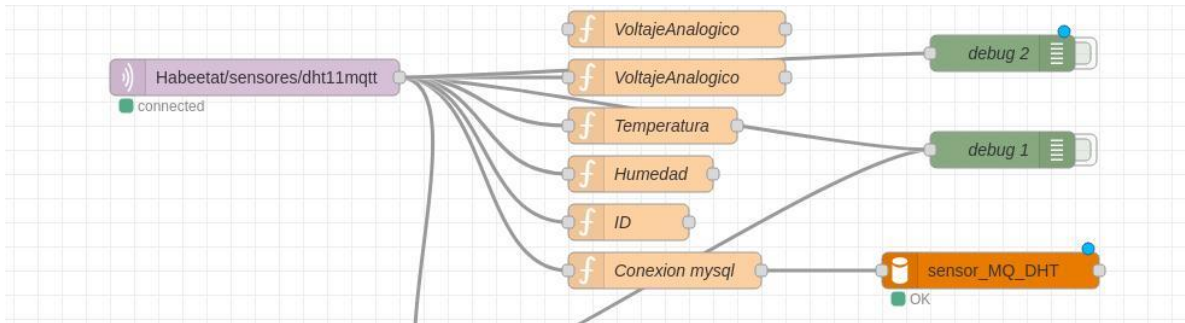 VoltajeAnalogico
debug 2
Habeetat/sensores/dht11mqtt
VoltajeAnalogico
connected
Temperatura
debug 1
Humedad
ID
Conexion mysql
sensor_MQ_DHT
OK